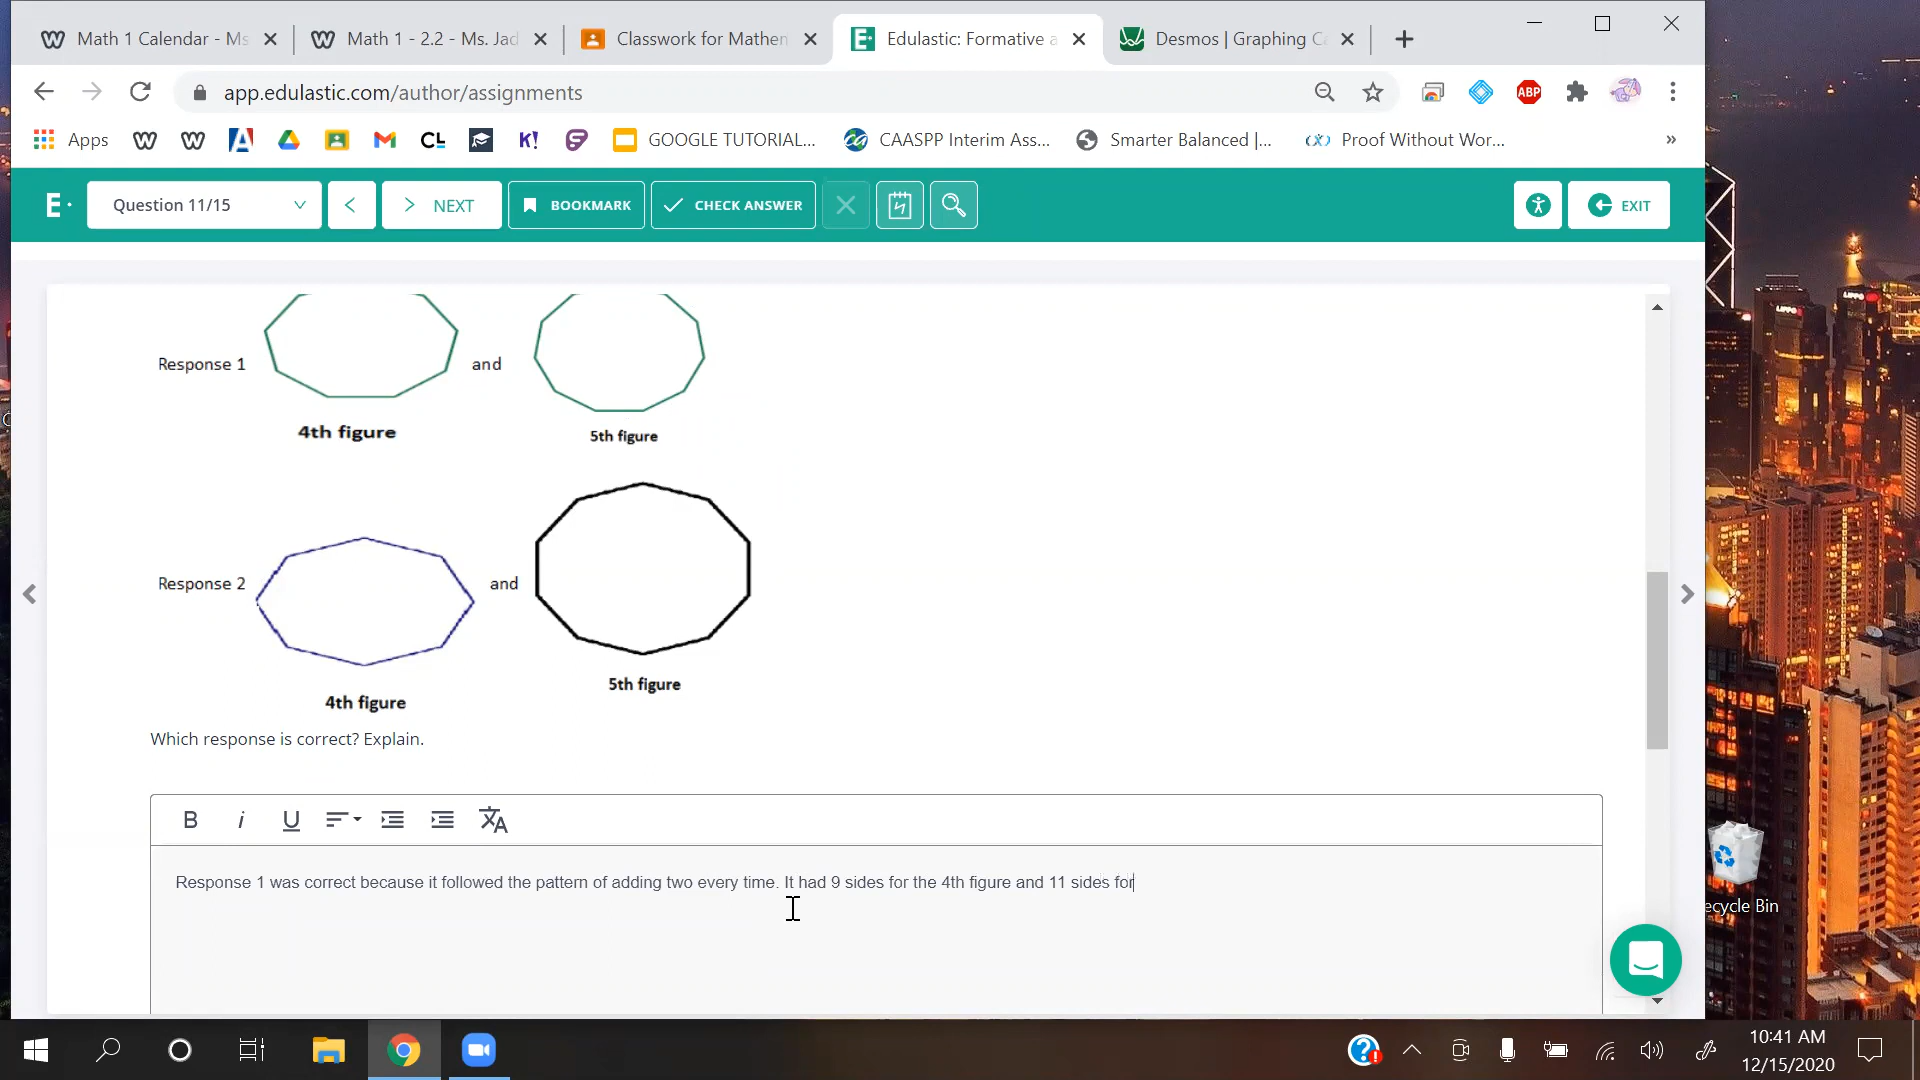 Math 1 Calendar - Ms
Math 1 - 2.2 - Ms. Jad
Classwork for Mathen
Edulastic: Formative a
Desmos | Graphing Ca
app.edulastic.com/author/assignments
ABP
Apps
CL
K!
GOOGLE TUTORIAL...
CAASPP Interim Ass...
Smarter Balanced |...
Proof Without Wor...
»
E
Question 11/15
NEXT
BOOKMARK
CHECK ANSWER
EXIT
Response 1
and
4th figure
5th figure
Response 2
and
4th figure
5th figure
Which response is correct? Explain.
B i U
Response 1 was correct because it followed the pattern of adding two every time. It had 9 sides for the 4th figure and 11 sides for
ecycle Bin
10:41 AM
12/15/2020